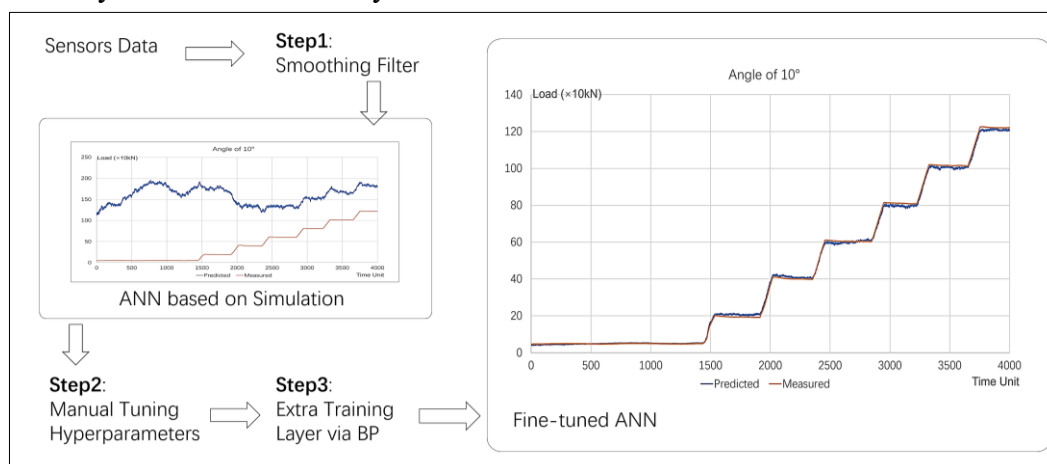 Sensors Data
Step1:
Smoothing Filter
Angle of 10°
Load (×10kN)
250
200
150
100
50
0
0 500 1000 1500 2000 2500 3000 3500 4000
Predicted Measured Time Unit
ANN based on Simulation
Step2:
Manual Tuning
Hyperparameters
Step3:
Extra Training
Layer via BP
Angle of 10°
Load (×10kN)
140
120
100
80
60
40
20
0
0 500 1000 1500 2000 2500 3000 3500 4000
Predicted Measured Time Unit
Fine-tuned ANN